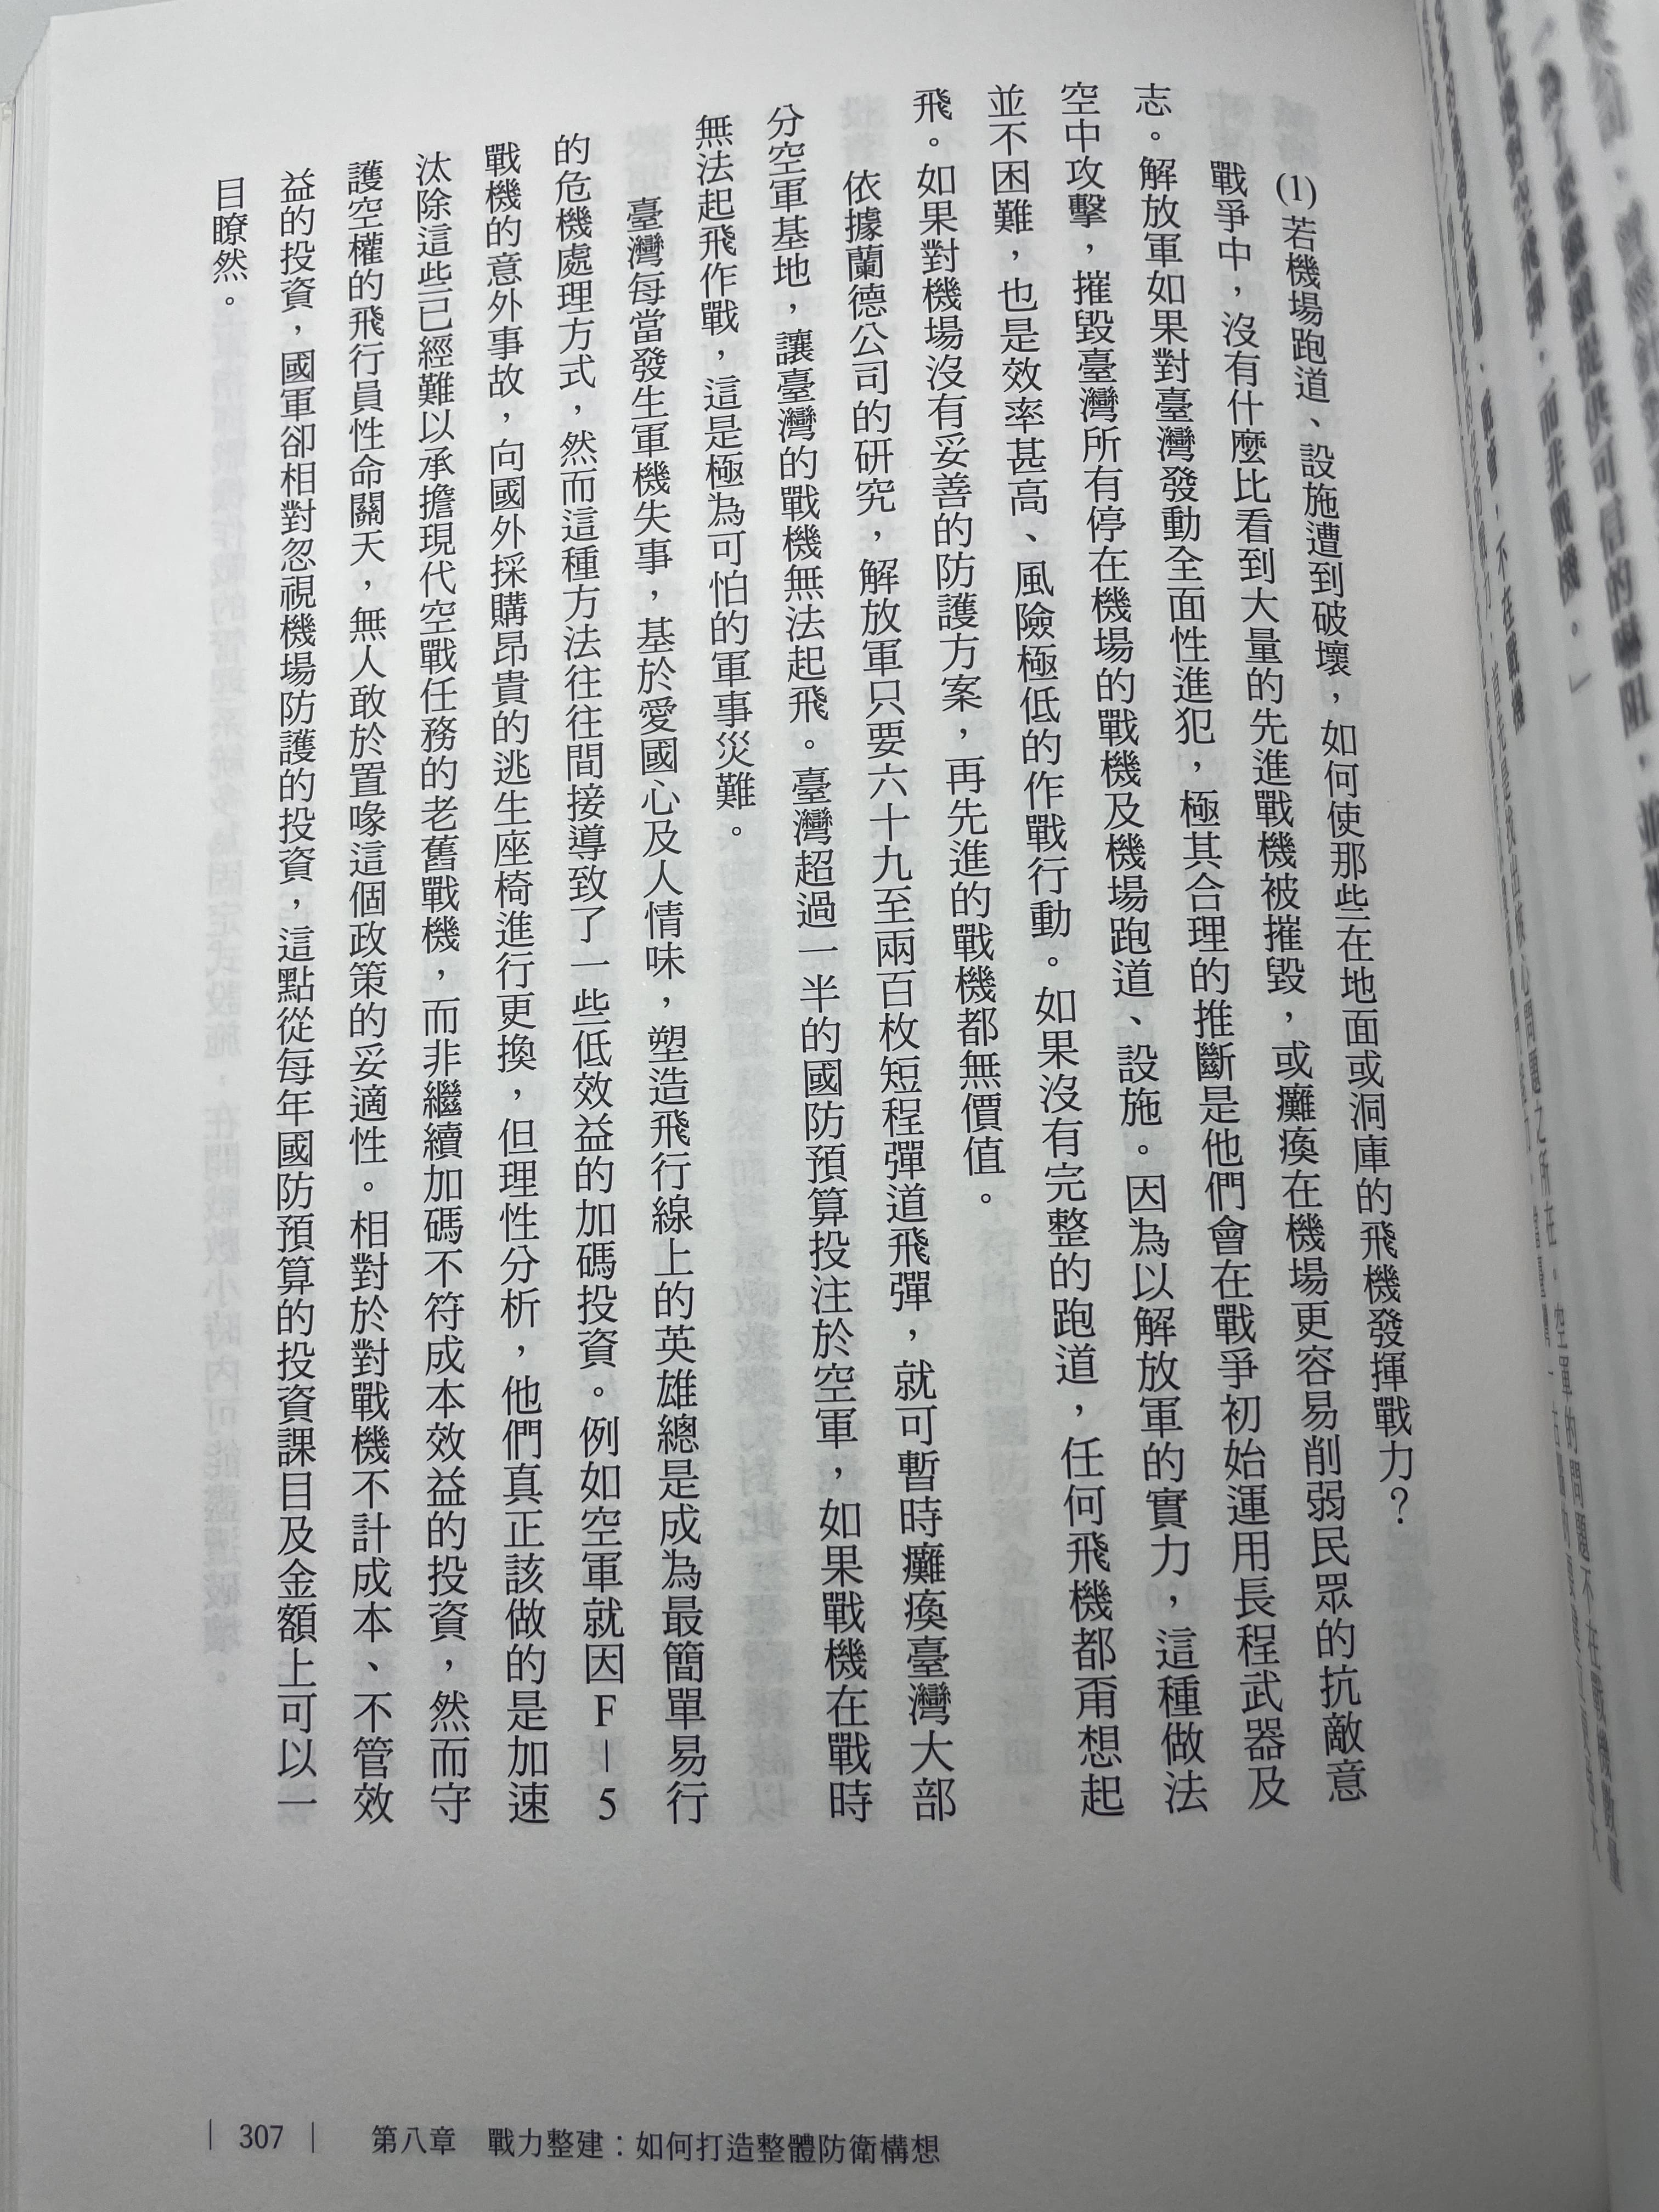 (1)若機場跑道、設施遭到破壞，如何使那些在地面或洞庫的飛機發揮戰力？
戰爭中，沒有什麼比看到大量的先進戰機被摧毀，或癱瘓在機場更容易削弱民眾的抗敵意
志。解放軍如果對臺灣發動全面性進犯，極其合理的推斷是他們會在戰爭初始運用長程武器及
空中攻擊，摧毀臺灣所有停在機場的戰機及機場跑道、設施。因為以解放軍的實力，這種做法
並不困難，也是效率甚高、風險極低的作戰行動。如果沒有完整的跑道，任何飛機都甭想起
飛。如果對機場沒有妥善的防護方案，再先進的戰機都無價值。
依據蘭德公司的研究，解放軍只要六十九至兩百枚短程彈道飛彈，就可暫時癱瘓臺灣大部
分空軍基地，讓臺灣的戰機無法起飛。臺灣超過一半的國防預算投注於空軍，如果戰機在戰時
無法起飛作戰，這是極為可怕的軍事災難。
臺灣每當發生軍機失事，基於愛國心及人情味，塑造飛行線上的英雄總是成為最簡單易行
的危機處理方式，然而這種方法往往間接導致了一些低效益的加碼投資。例如空軍就因F－5
戰機的意外事故，向國外採購昂貴的逃生座椅進行更換，但理性分析，他們真正該做的是加速
汰除這些已經難以承擔現代空戰任務的老舊戰機，而非繼續加碼不符成本效益的投資，然而守
護空權的飛行員性命關天，無人敢於置喙這個政策的妥適性。相對於對戰機不計成本、不管效
益的投資，國軍卻相對忽視機場防護的投資，這點從每年國防預算的投資課目及金額上可以一
目瞭然。
| 307 | 第八章 戰力整建：如何打造整體防衛構想